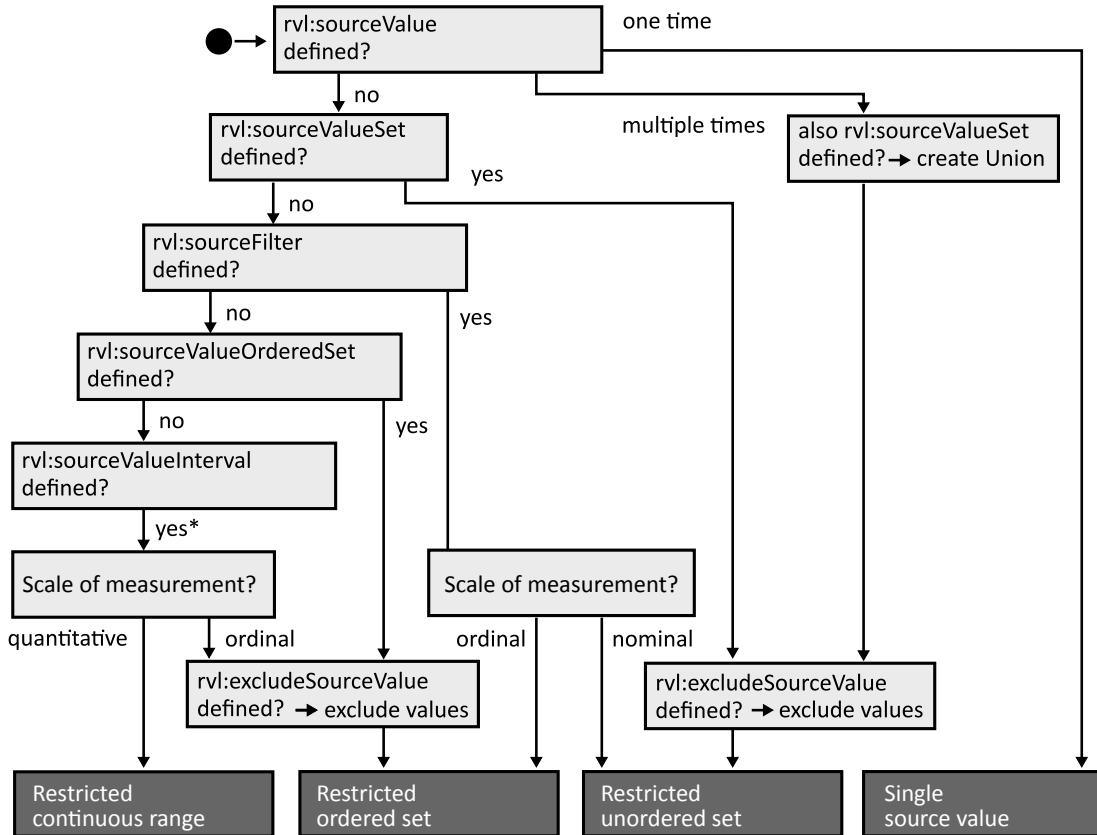 rvl:sourceValue
defined?
one time
no
multiple times
rvl:sourceValueSet
defined?
also rvl:sourceValueSet
defined? → create Union
yes
no
rvl:sourceFilter
defined?
no
yes
rvl:sourceValueOrderedSet
defined?
no
yes
rvl:sourceValueInterval
defined?
yes*
Scale of measurement?
Scale of measurement?
quantitative
ordinal
ordinal
nominal
rvl:excludeSourceValue
defined? → exclude values
rvl:excludeSourceValue
defined? → exclude values
Restricted
continuous range
Restricted
ordered set
Restricted
unordered set
Single
source value